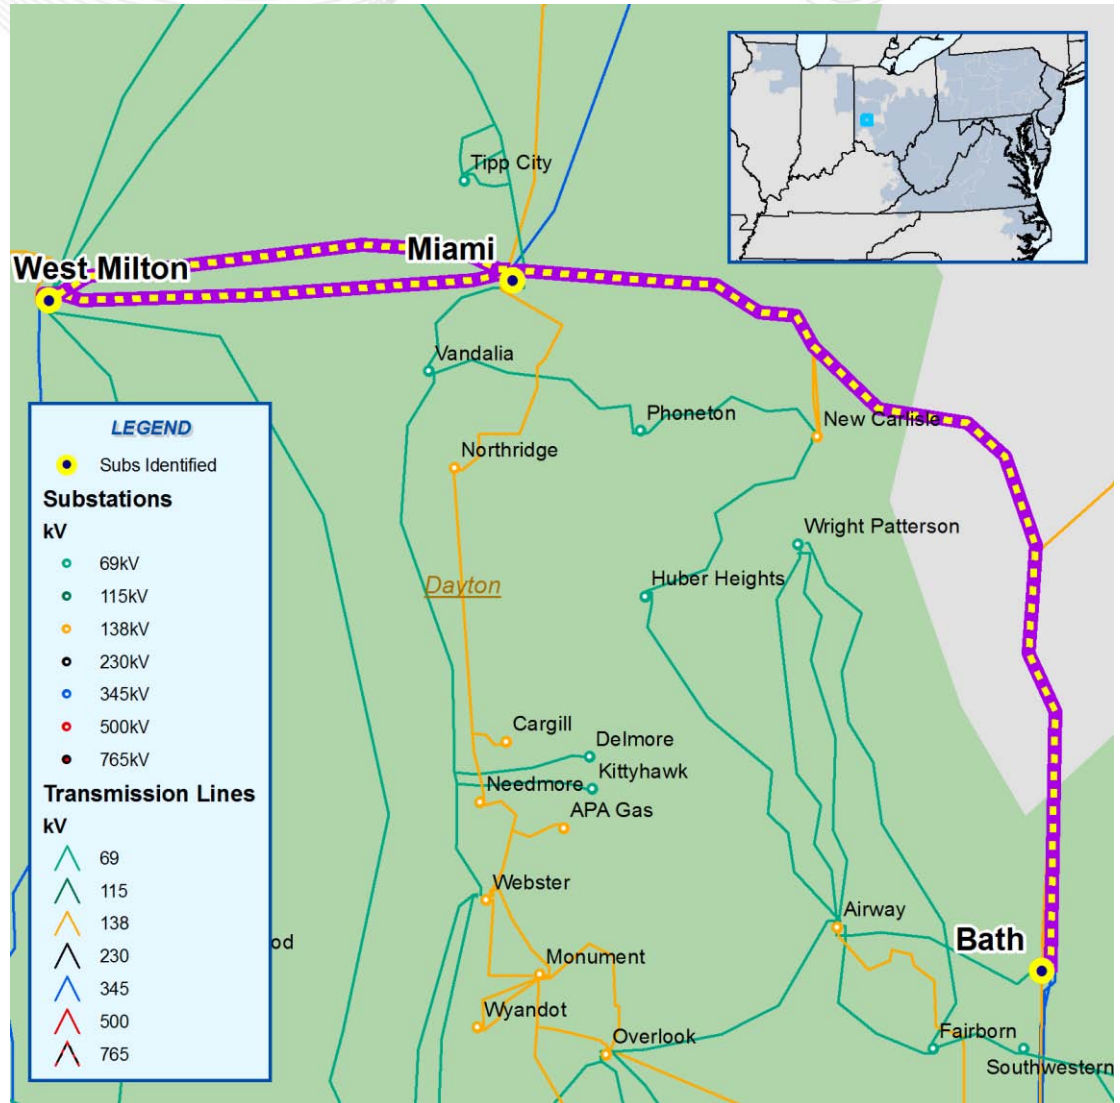 Tipp City
Miami
West Milton
Vandalia
Phoneton
New Carlisle
LEGEND
Subs Identified
Substations
kV
69kV
115kV
138kV
230kV
345kV
500kV
765kV
Transmission Lines
kV
69
115
138
230
345
500
765
Northridge
Wright Patterson
Dayton
Huber Heights
Cargill
Delmore
Needmore
Kittyhawk
APA Gas
Webster
Airway
od
Bath
Monument
Wyandot
Overlook
Fairborn
Southwestern